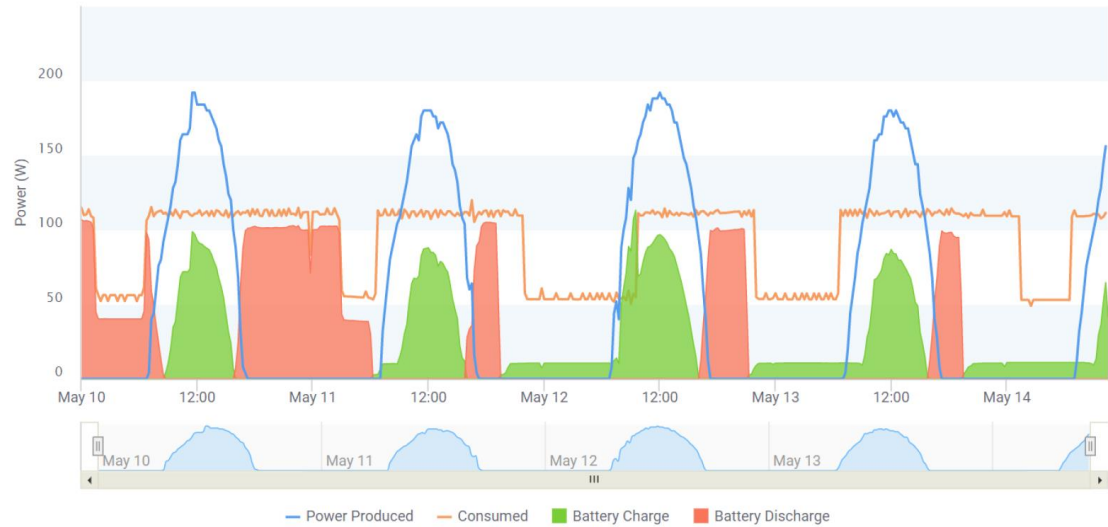 200
150
100
50
0
Power (W)
May 10 12:00 May 11 12:00 May 12 12:00 May 13 12:00 May 14
May 10 May 11 May 12 May 13
Power Produced Consumed Battery Charge Battery Discharge